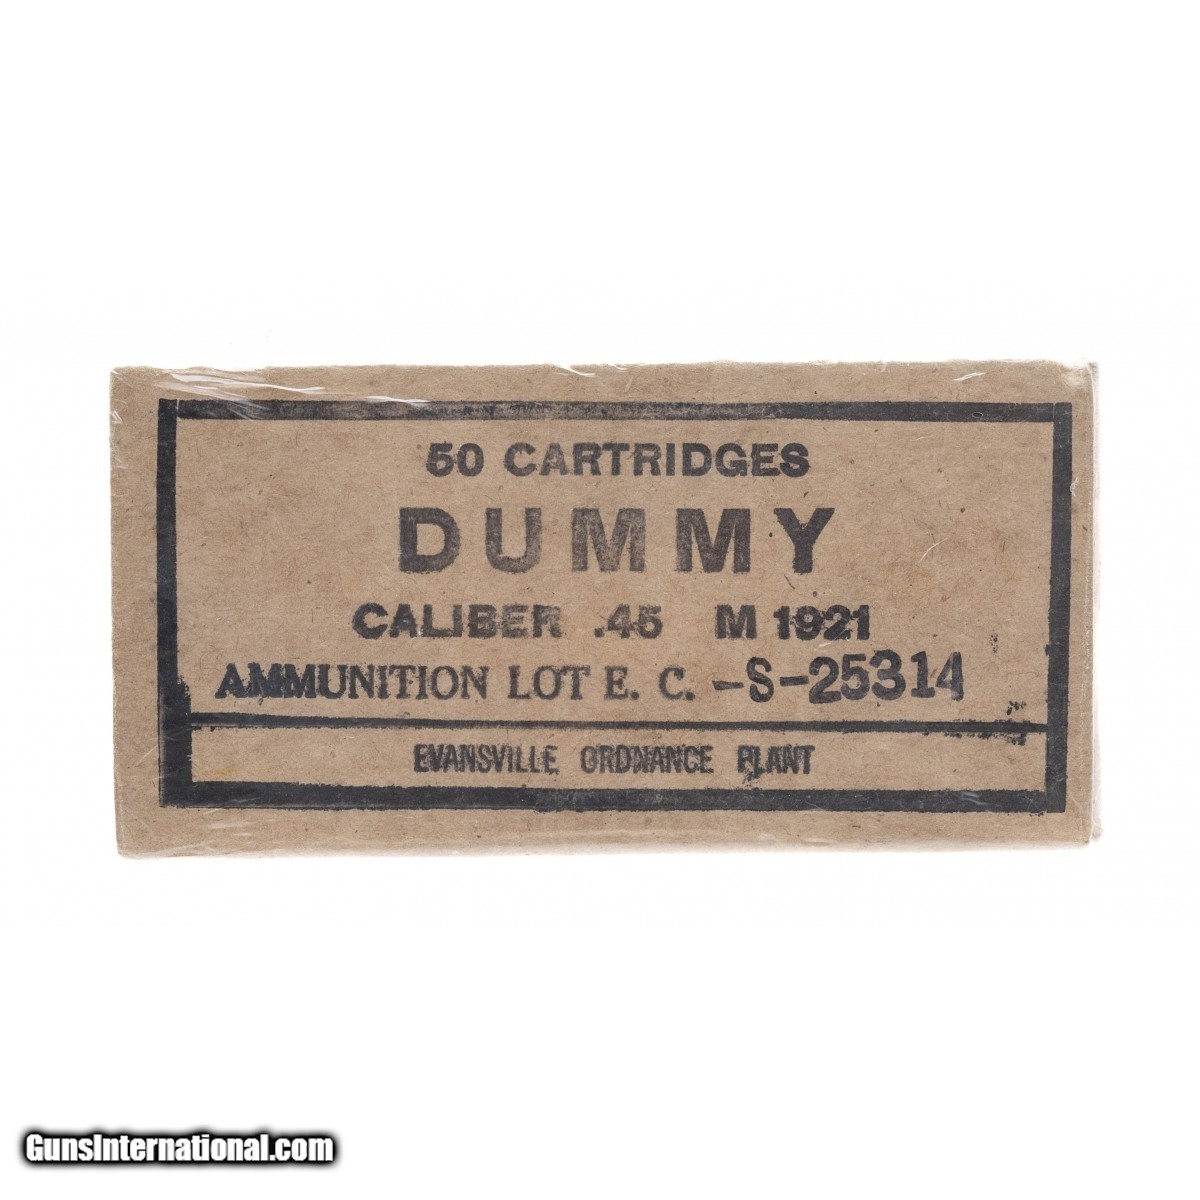 50 CARTRIDGES
DUMMY
CALIBER .45 M 1921
AMMUNITION LOT E. C. -S-25314
EVANSVILLE ORDNANCE PLANT
GunsInternational.com